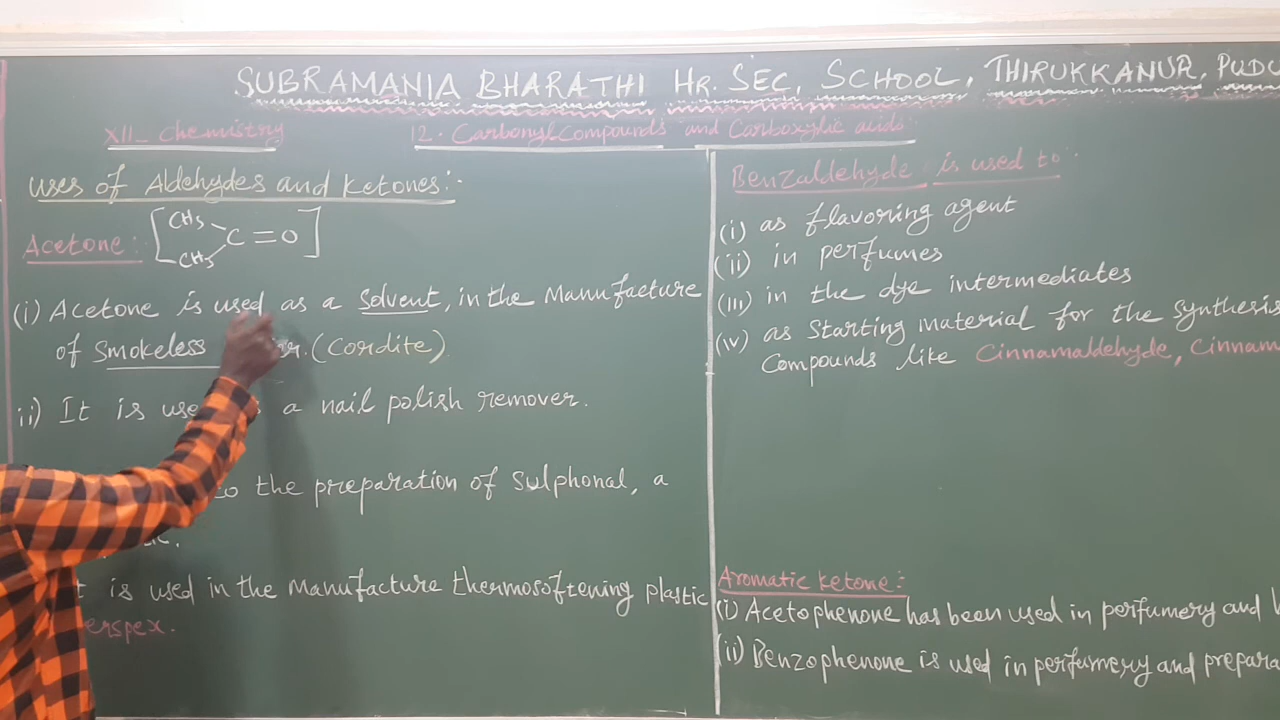 SUBRAMANIA BHARATHI HR. SEC. SCHOOL, THIRUKKANUR, PUDU
XII- Chemistry
12. Carbonyl Compounds and Carboxylic acids.
Uses of Aldehydes and Ketones:-
Acetone: [CH3 CH3 C=O]
(i) Acetone is used as a Solvent, in the Manufacture
of Smokeless (Cordite).
ii) It is use a nail polish remover.
to the preparation of Sulphonal, a
is used in the Manufacture thermosoftening plastic
erspex.
Benzaldehyde is used to:
(i) as flavoring agent
(ii) in perfumes
(iii) in the dye intermediates
(iv) as Starting material for the synthesis
Compounds like Cinnamaldehyde, Cinnam
Aromatic Ketone:-
(i) Acetophenone has been used in perfumery and
(ii) Benzophenone is used in perfumery and prepara